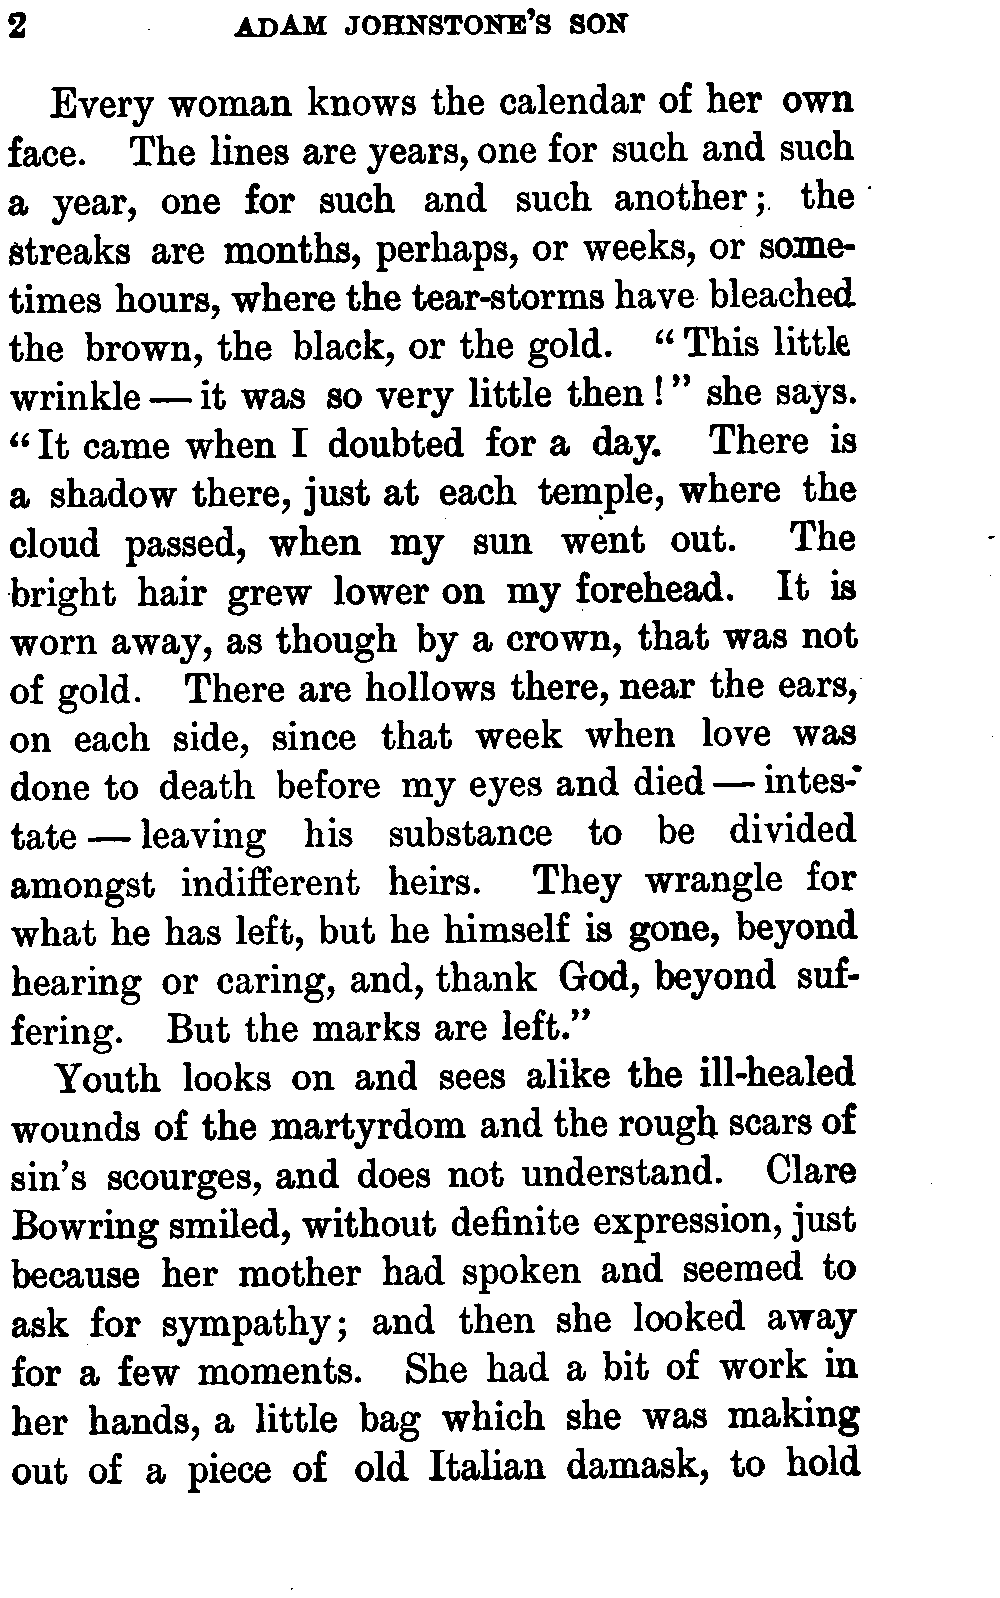 2 ADAM JOHNSTONE'S SON
Every woman knows the calendar of her own
face. The lines are years, one for such and such
a year, one for such and such another; the
streaks are months, perhaps, or weeks, or some-
times hours, where the tear-storms have bleached
the brown, the black, or the gold. “This little
wrinkle — it was so very little then!” she says.
“It came when I doubted for a day. There is
a shadow there, just at each temple, where the
cloud passed, when my sun went out. The
bright hair grew lower on my forehead. It is
worn away, as though by a crown, that was not
of gold. There are hollows there, near the ears,
on each side, since that week when love was
done to death before my eyes and died — intes-
tate — leaving his substance to be divided
amongst indifferent heirs. They wrangle for
what he has left, but he himself is gone, beyond
hearing or caring, and, thank God, beyond suf-
fering. But the marks are left.”
Youth looks on and sees alike the ill-healed
wounds of the martyrdom and the rough scars of
sin's scourges, and does not understand. Clare
Bowring smiled, without definite expression, just
because her mother had spoken and seemed to
ask for sympathy; and then she looked away
for a few moments. She had a bit of work in
her hands, a little bag which she was making
out of a piece of old Italian damask, to hold